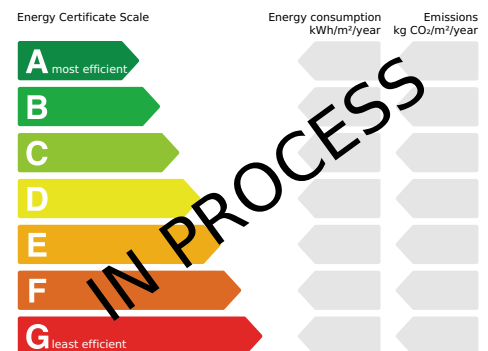 Energy Certificate Scale
Energy consumption
kWh/m²/year
Emissions
kg CO₂/m²/year
A most efficient
B
C
D
E
F
G least efficient
IN PROCESS